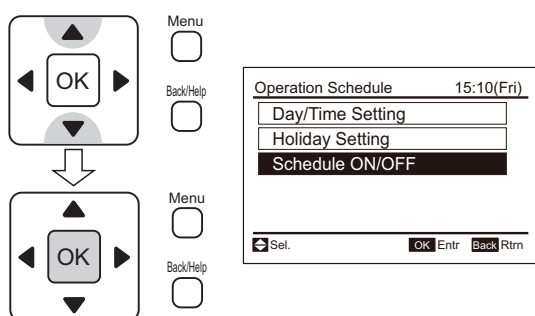 Menu
OK
Back/Help
Menu
OK
Back/Help
Operation Schedule 15:10(Fri)
Day/Time Setting
Holiday Setting
Schedule ON/OFF
Sel. OK Entr Back Rtrn